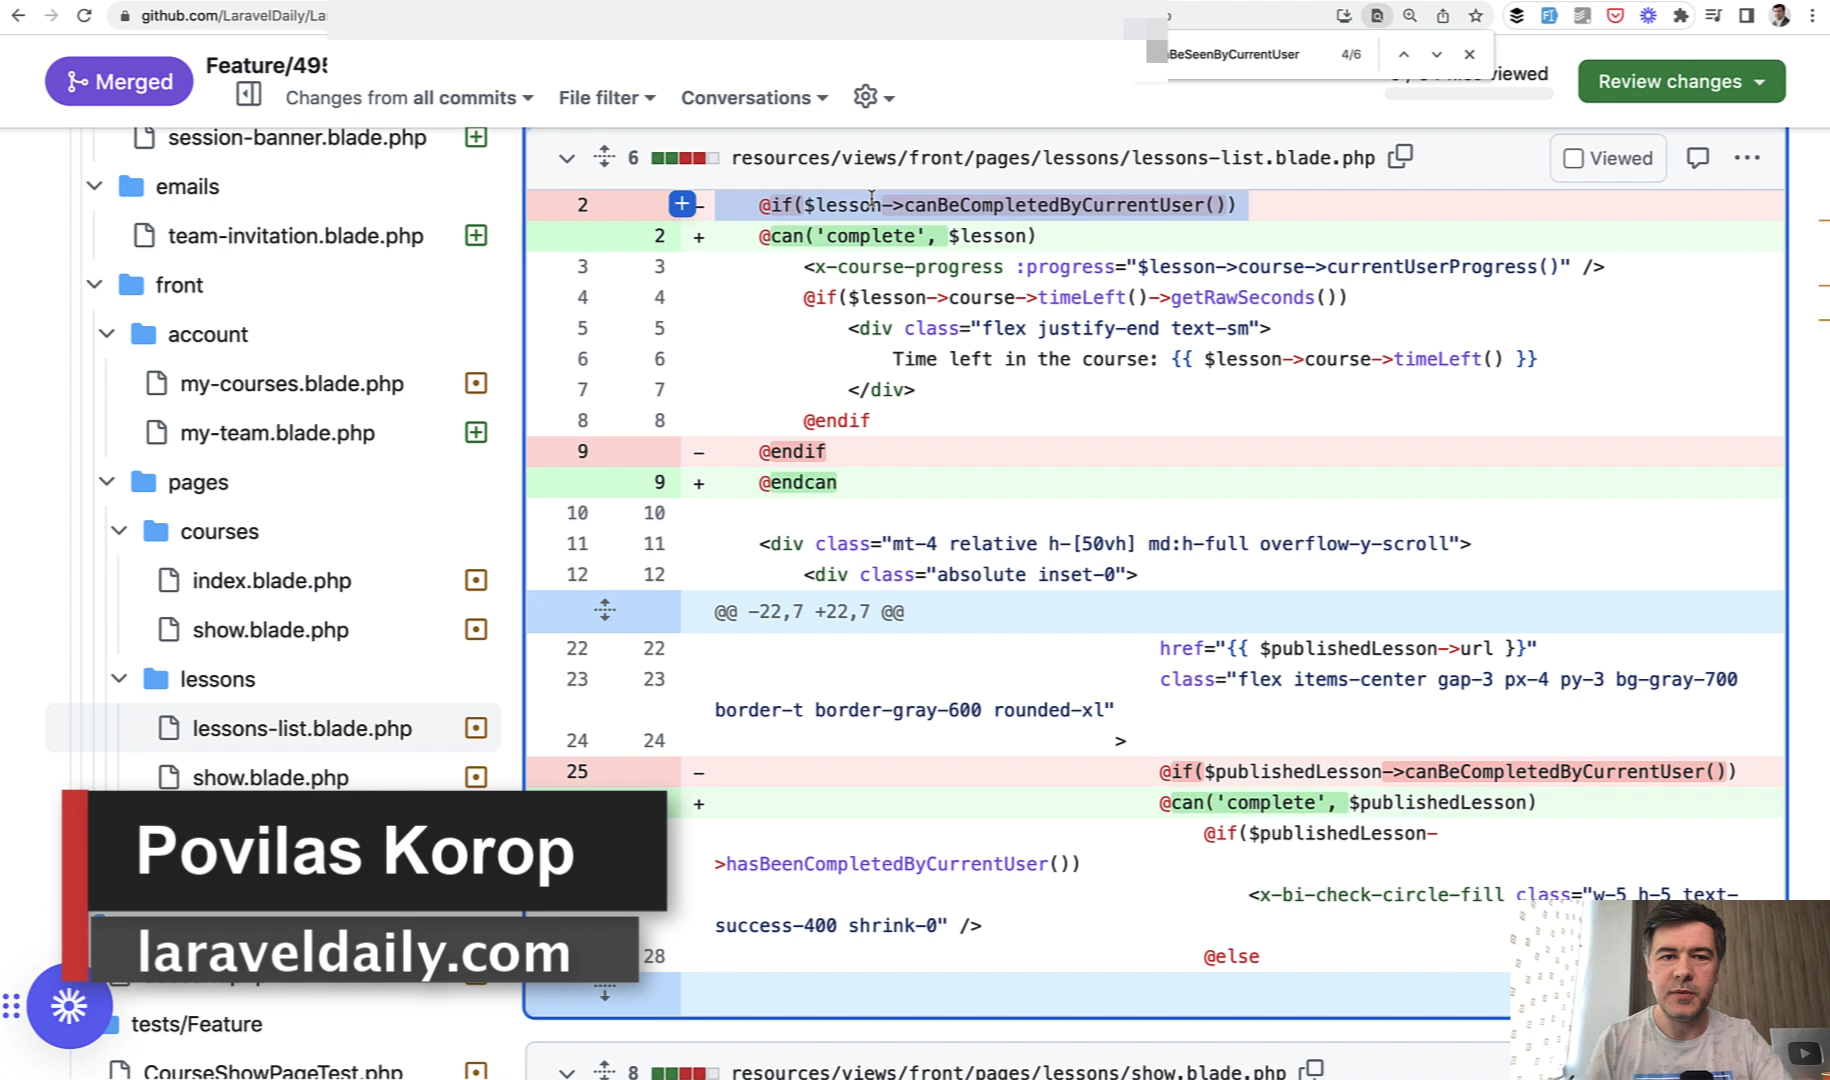 github.com/LaravelDaily/La
BeSeenByCurrentUser 4/6
Merged
Feature/495
Changes from all commits
File filter
Conversations
viewed
Review changes
session-banner.blade.php
emails
team-invitation.blade.php
front
account
my-courses.blade.php
my-team.blade.php
pages
courses
index.blade.php
show.blade.php
lessons
lessons-list.blade.php
show.blade.php
tests/Feature
CourseShowPageTest.php
6 resources/views/front/pages/lessons/lessons-list.blade.php
Viewed
2 - @if($lesson->canBeCompletedByCurrentUser())
2 + @can('complete', $lesson)
3 3 <x-course-progress :progress="$lesson->course->currentUserProgress()" />
4 4 @if($lesson->course->timeLeft()->getRawSeconds())
5 5 <div class="flex justify-end text-sm">
6 6 Time left in the course: {{ $lesson->course->timeLeft() }}
7 7 </div>
8 8 @endif
9 - @endif
9 + @endcan
10 10
11 11 <div class="mt-4 relative h-[50vh] md:h-full overflow-y-scroll">
12 12 <div class="absolute inset-0">
@@ -22,7 +22,7 @@
22 22 href="{{ $publishedLesson->url }}"
23 23 class="flex items-center gap-3 px-4 py-3 bg-gray-700
border-t border-gray-600 rounded-xl"
24 24 >
25 - @if($publishedLesson->canBeCompletedByCurrentUser())
+ @can('complete', $publishedLesson)
@if($publishedLesson-
>hasBeenCompletedByCurrentUser())
<x-bi-check-circle-fill class="w-5 h-5 text-
success-400 shrink-0" />
28 @else
8 resources/views/front/pages/lessons/show.blade.php
Povilas Korop
laraveldaily.com